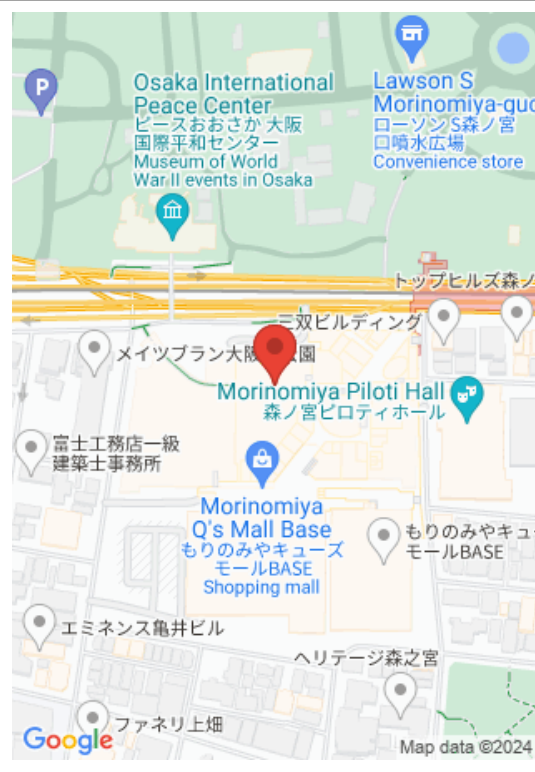 P
Osaka International
Peace Center
ピースおおさか 大阪
国際平和センター
Museum of World
War II events in Osaka
Lawson S
Morinomiya-guc
ローソン S森ノ宮
口噴水広場
Convenience store
トップヒルズ森ノ
三双ビルディング
メイツブラン大阪
園
Morinomiya Piloti Hall
森ノ宮ピロティホール
富士工務店一級
建築士事務所
Morinomiya
Q's Mall Base
もりのみやキューズ
モールBASE
Shopping mall
もりのみやキュー
モールBASE
エミネンス亀井ビル
ヘリテージ森之宮
ファネリ上畑
Google
Map data ©2024